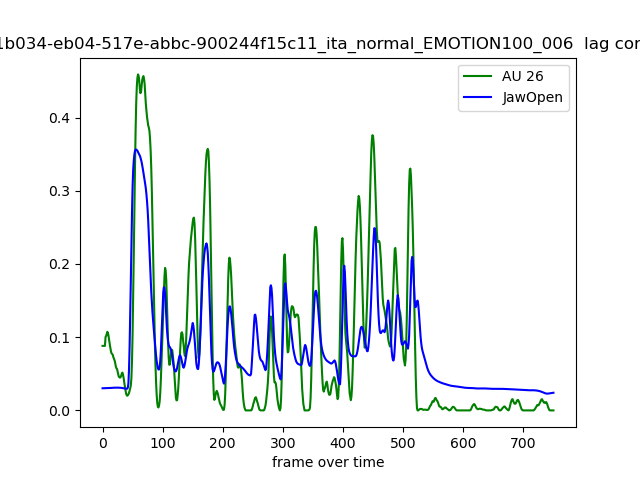 1b034-eb04-517e-abbc-900244f15c11_ita_normal_EMOTION100_006 lag cor
AU 26
JawOpen
0.4
0.3
0.2
0.1
0.0
0 100 200 300 400 500 600 700
frame over time